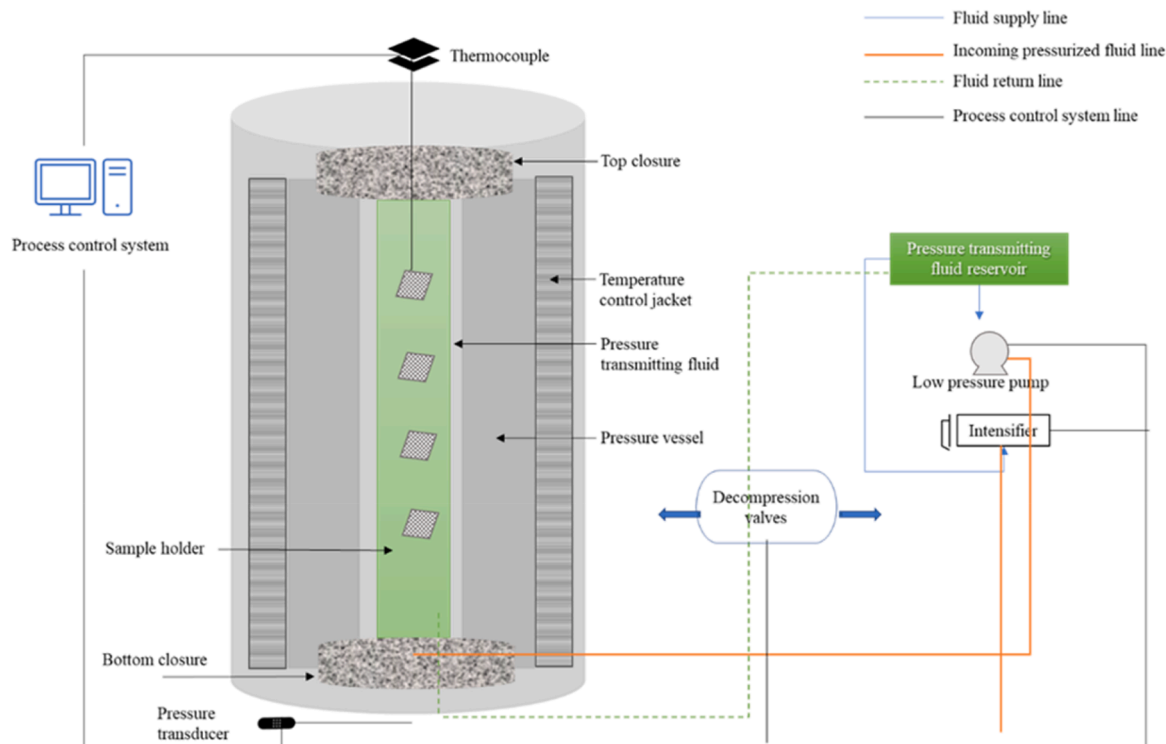 Fluid supply line
Incoming pressurized fluid line
Fluid return line
Process control system line
Thermocouple
Top closure
Process control system
Pressure transmitting
fluid reservoir
Temperature
control jacket
Pressure
transmitting fluid
Low pressure pump
Intensifier
Pressure vessel
Decompression
valves
Sample holder
Bottom closure
Pressure
transducer